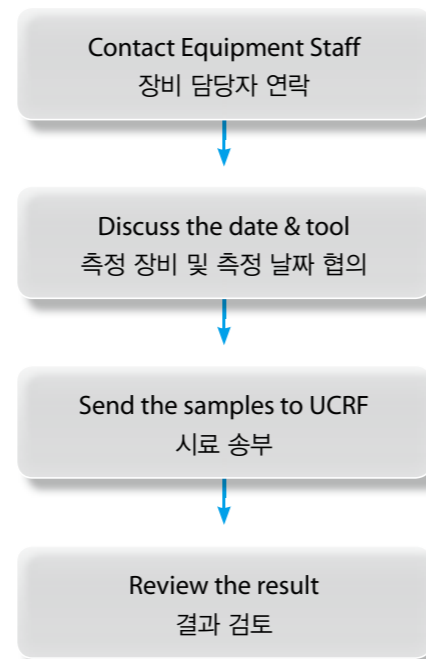 Contact Equipment Staff
장비 담당자 연락
Discuss the date & tool
측정 장비 및 측정 날짜 협의
Send the samples to UCRF
시료 송부
Review the result
결과 검토